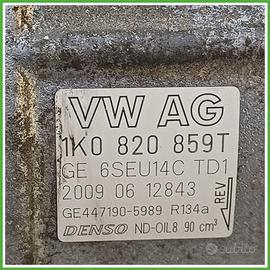 VW AG
1K0 820 859T
GE 6SEU14C TD1
2009 06 12843
GE447190-5989 R134a
DENSO ND-OIL8 90 cm³
REV
subito